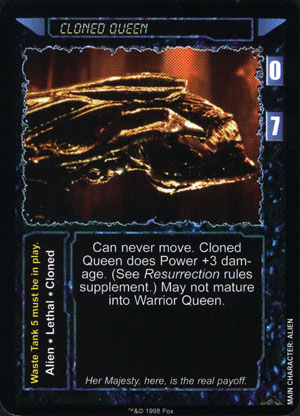 CLONED QUEEN
0
7
Waste Tank 5 must be in play.
Alien • Lethal • Cloned
Can never move. Cloned
Queen does Power +3 dam-
age. (See Resurrection rules
supplement.) May not mature
into Warrior Queen.
Her Majesty, here, is the real payoff.
MAIN CHARACTER: ALIEN
™&© 1998 Fox